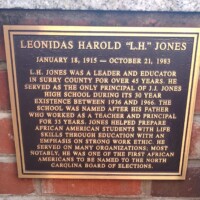 LEONIDAS HAROLD "L.H." JONES
JANUARY 18, 1915 — OCTOBER 21, 1983
L.H. JONES WAS A LEADER AND EDUCATOR
IN SURRY COUNTY FOR OVER 45 YEARS. HE
SERVED AS THE ONLY PRINCIPAL OF J.J. JONES
HIGH SCHOOL DURING ITS 30 YEAR
EXISTENCE BETWEEN 1936 AND 1966. THE
SCHOOL WAS NAMED AFTER HIS FATHER
WHO WORKED AS A TEACHER AND PRINCIPAL
FOR 33 YEARS. JONES HELPED PREPARE
AFRICAN AMERICAN STUDENTS WITH LIFE
SKILLS THROUGH EDUCATION WITH AN
EMPHASIS ON STRONG WORK ETHIC. HE
SERVED ON MANY ORGANIZATIONS. MOST
NOTABLY, HE WAS ONE OF THE FIRST AFRICAN
AMERICANS TO BE NAMED TO THE NORTH
CAROLINA BOARD OF ELECTIONS.